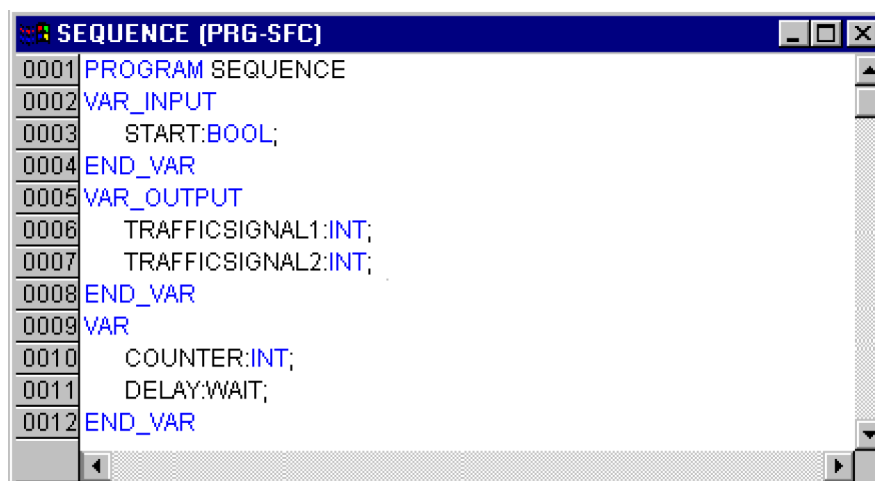 SEQUENCE (PRG-SFC)
0001 PROGRAM SEQUENCE
0002 VAR_INPUT
0003 START:BOOL;
0004 END_VAR
0005 VAR_OUTPUT
0006 TRAFFICSIGNAL1:INT;
0007 TRAFFICSIGNAL2:INT;
0008 END_VAR
0009 VAR
0010 COUNTER:INT;
0011 DELAY:WAIT;
0012 END_VAR